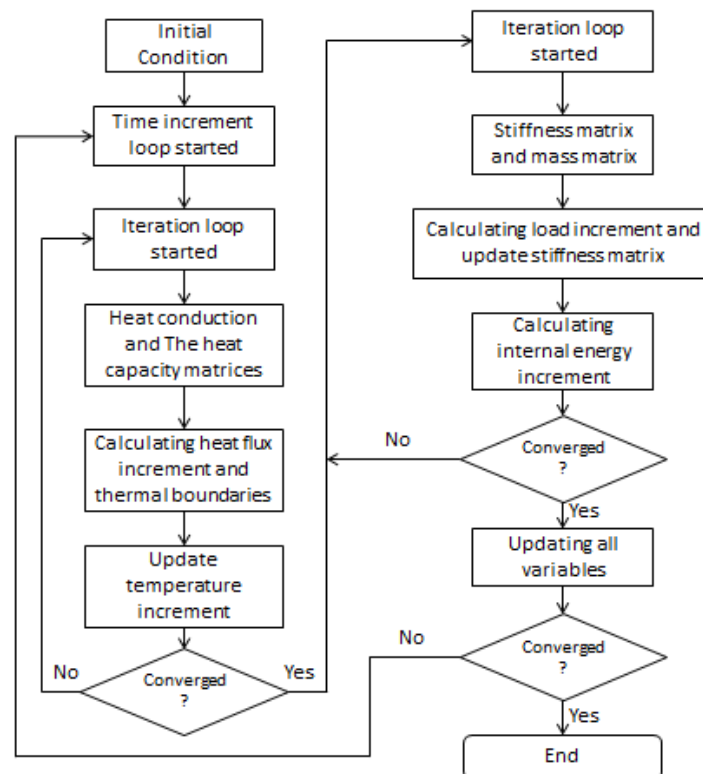 Initial
Condition
Time increment
loop started
Iteration loop
started
Heat conduction
and The heat
capacity matrices
Calculating heat flux
increment and
thermal boundaries
Update
temperature
increment
No
Converged
?
Yes
Iteration loop
started
Stiffness matrix
and mass matrix
Calculating load increment and
update stiffness matrix
Calculating
internal energy
increment
No
Converged
?
Yes
Updating all
variables
No
Converged
?
Yes
End